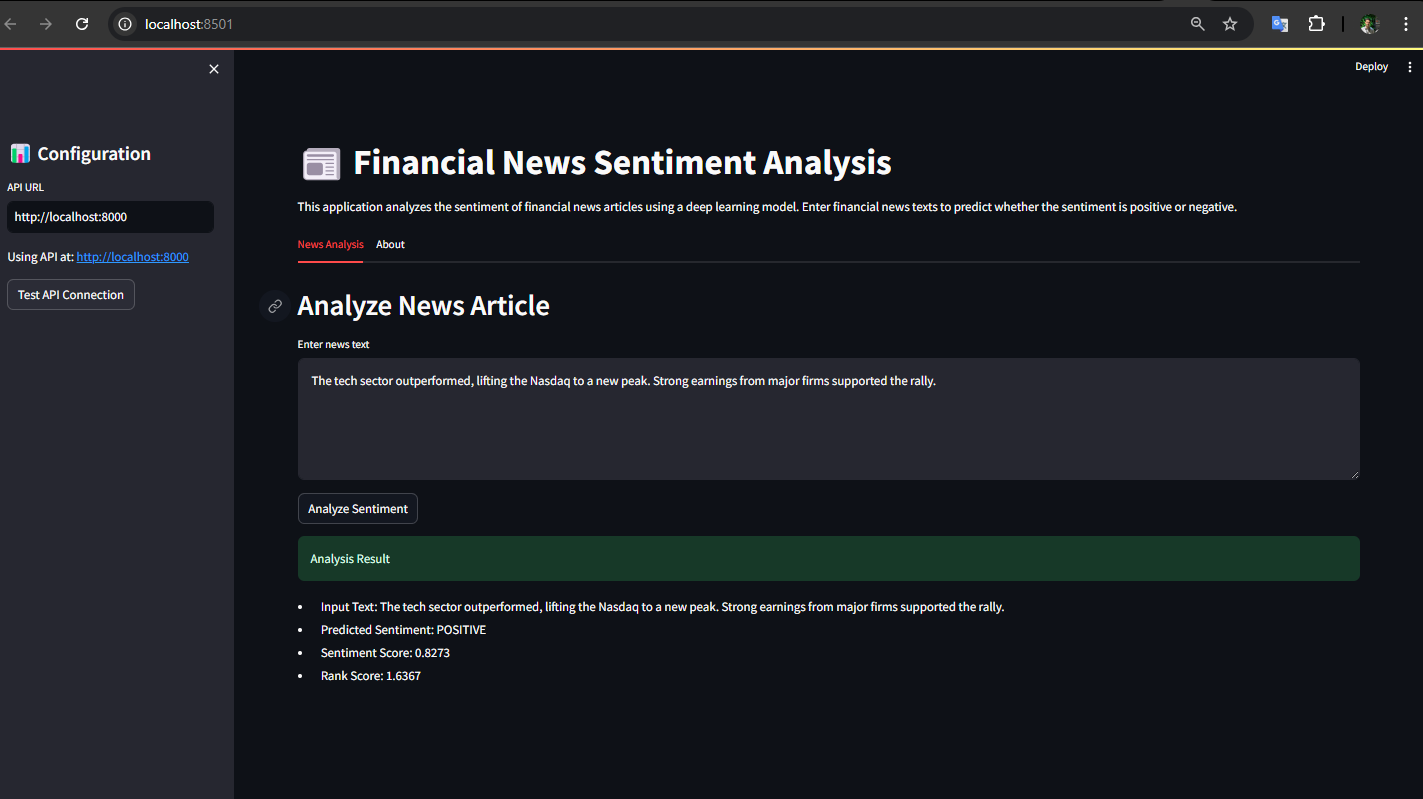 localhost:8501
Deploy
Configuration
API URL
http://localhost:8000
Using API at: http://localhost:8000
Test API Connection
Financial News Sentiment Analysis
This application analyzes the sentiment of financial news articles using a deep learning model. Enter financial news texts to predict whether the sentiment is positive or negative.
News Analysis About
Analyze News Article
Enter news text
The tech sector outperformed, lifting the Nasdaq to a new peak. Strong earnings from major firms supported the rally.
Analyze Sentiment
Analysis Result
• Input Text: The tech sector outperformed, lifting the Nasdaq to a new peak. Strong earnings from major firms supported the rally.
• Predicted Sentiment: POSITIVE
• Sentiment Score: 0.8273
• Rank Score: 1.6367